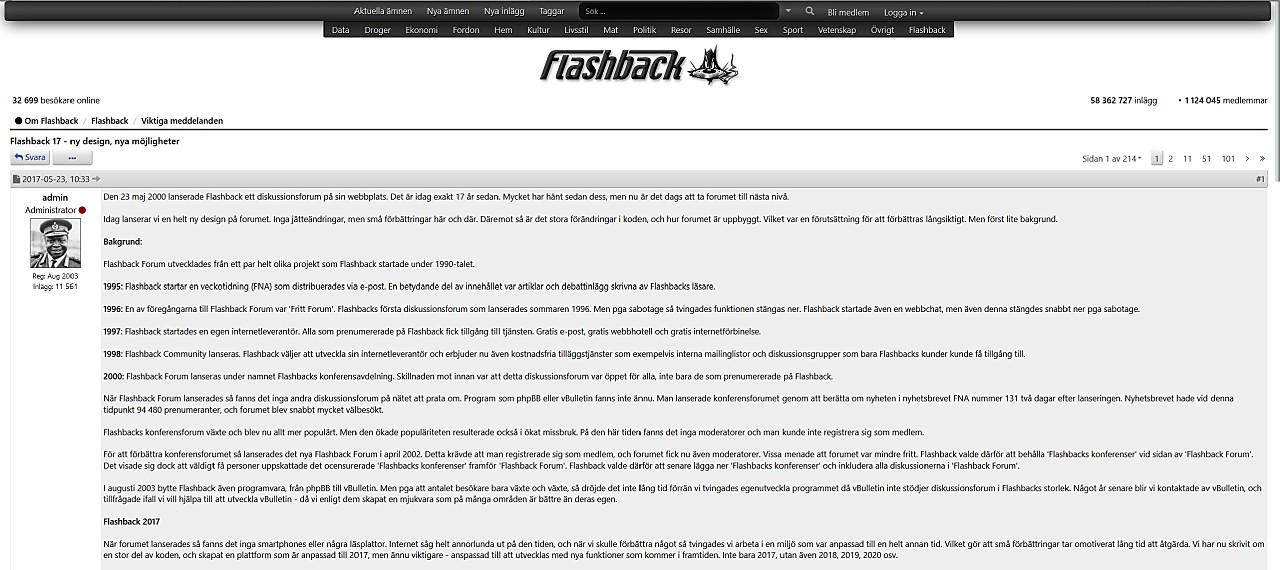 Aktuella ämnen Nya ämnen Nya inlägg Taggar Sök ... Bli medlem Logga in
Data Droger Ekonomi Fordon Hem Kultur Livsstil Mat Politik Resor Samhälle Sex Sport Vetenskap Övrigt Flashback
Flashback
32 699 besökare online 58 362 727 inlägg • 1 124 045 medlemmar
Om Flashback / Flashback / Viktiga meddelanden
Flashback 17 - ny design, nya möjligheter
Svara ... Sidan 1 av 214 1 2 11 51 101 › »
2017-05-23, 10:33 #1
admin
Administrator
Reg: Aug 2003
Inlägg: 11 561
Den 23 maj 2000 lanserade Flashback ett diskussionsforum på sin webbplats. Det är idag exakt 17 år sedan. Mycket har hänt sedan dess, men nu är det dags att ta forumet till nästa nivå.
Idag lanserar vi en helt ny design på forumet. Inga jätteändringar, men små förbättringar här och där. Däremot så är det stora förändringar i koden, och hur forumet är uppbyggt. Vilket var en förutsättning för att förbättras långsiktigt. Men först lite bakgrund.
Bakgrund:
Flashback Forum utvecklades från ett par helt olika projekt som Flashback startade under 1990-talet.
1995: Flashback startar en veckotidning (FNA) som distribuerades via e-post. En betydande del av innehållet var artiklar och debattinlägg skrivna av Flashbacks läsare.
1996: En av föregångarna till Flashback Forum var 'Fritt Forum'. Flashbacks första diskussionsforum som lanserades sommaren 1996. Men pga sabotage så tvingades funktionen stängas ner. Flashback startade även en webbchat, men även denna stängdes snabbt ner pga sabotage.
1997: Flashback startades en egen internetleverantör. Alla som prenumererade på Flashback fick tillgång till tjänsten. Gratis e-post, gratis webbhotell och gratis internetförbinelse.
1998: Flashback Community lanseras. Flashback väljer att utveckla sin internetleverantör och erbjuder nu även kostnadsfria tilläggstjänster som exempelvis interna mailinglistor och diskussionsgrupper som bara Flashbacks kunder kunde få tillgång till.
2000: Flashback Forum lanseras under namnet Flashbacks konferensavdelning. Skillnaden mot innan var att detta diskussionsforum var öppet för alla, inte bara de som prenumererade på Flashback.
När Flashback Forum lanserades så fanns det inga andra diskussionsforum på nätet att prata om. Program som phpBB eller vBulletin fanns inte ännu. Man lanserade konferensforumet genom att berätta om nyheten i nyhetsbrevet FNA nummer 131 två dagar efter lanseringen. Nyhetsbrevet hade vid denna
tidpunkt 94 480 prenumeranter, och forumet blev snabbt mycket välbesökt.
Flashbacks konferensforum växte och blev nu allt mer populärt. Men den ökade populäriteten resulterade också i ökat missbruk. På den här tiden fanns det inga moderatorer och man kunde inte registrera sig som medlem.
För att förbättra konferensforumet så lanserades det nya Flashback Forum i april 2002. Detta krävde att man registrerade sig som medlem, och forumet fick nu även moderatorer. Vissa menade att forumet var mindre fritt. Flashback valde därför att behålla 'Flashbacks konferenser' vid sidan av 'Flashback Forum'.
Det visade sig dock att väldigt få personer uppskattade det ocensurerade 'Flashbacks konferenser' framför 'Flashback Forum'. Flashback valde därför att senare lägga ner 'Flashbacks konferenser' och inkludera alla diskussionerna i 'Flashback Forum'.
I augusti 2003 bytte Flashback även programvara, från phpBB till vBulletin. Men pga att antalet besökare bara växte och växte, så dröjde det inte lång tid förrän vi tvingades egenutveckla programmet då vBulletin inte stödjer diskussionsforum i Flashbacks storlek. Något år senare blir vi kontaktade av vBulletin, och
tillfrågade ifall vi vill hjälpa till att utveckla vBulletin - då vi enligt dem skapat en mjukvara som på många områden är bättre än deras egen.
Flashback 2017
När forumet lanserades så fanns det inga smartphones eller några läsplattor. Internet såg helt annorlunda ut på den tiden, och när vi skulle förbättra något så tvingades vi arbeta i en miljö som var anpassad till en helt annan tid. Vilket gör att små förbättringar tar omotiverat lång tid att åtgärda. Vi har nu skrivit om
en stor del av koden, och skapat en plattform som är anpassad till 2017, men ännu viktigare - anspassad till att utvecklas med nya funktioner som kommer i framtiden. Inte bara 2017, utan även 2018, 2019, 2020 osv.